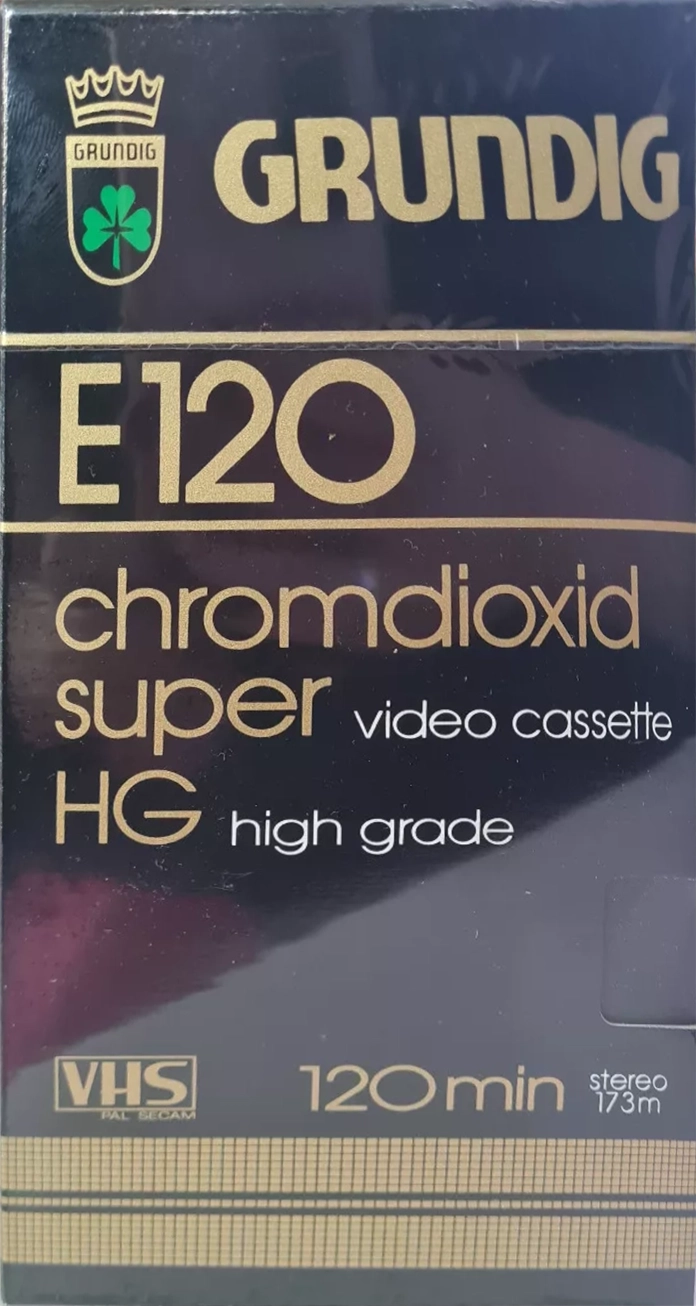 GRUNDIG
GRUNDIG
E120
chromdioxid
super video cassette
HG high grade
VHS
PAL SECAM
120 min
stereo
173m